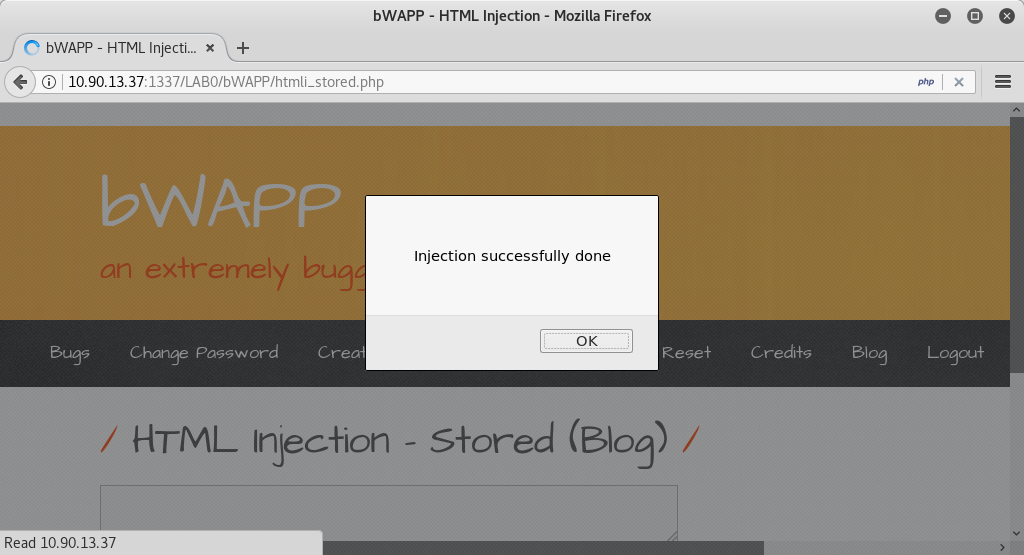 bWAPP - HTML Injection - Mozilla Firefox
bWAPP - HTML Injecti...
10.90.13.37:1337/LAB0/bWAPP/htmli_stored.php
php
bWAPP
an extremely bugg
Injection successfully done
OK
Bugs Change Password Creat Reset Credits Blog Logout
/ HTML Injection - Stored (Blog) /
Read 10.90.13.37